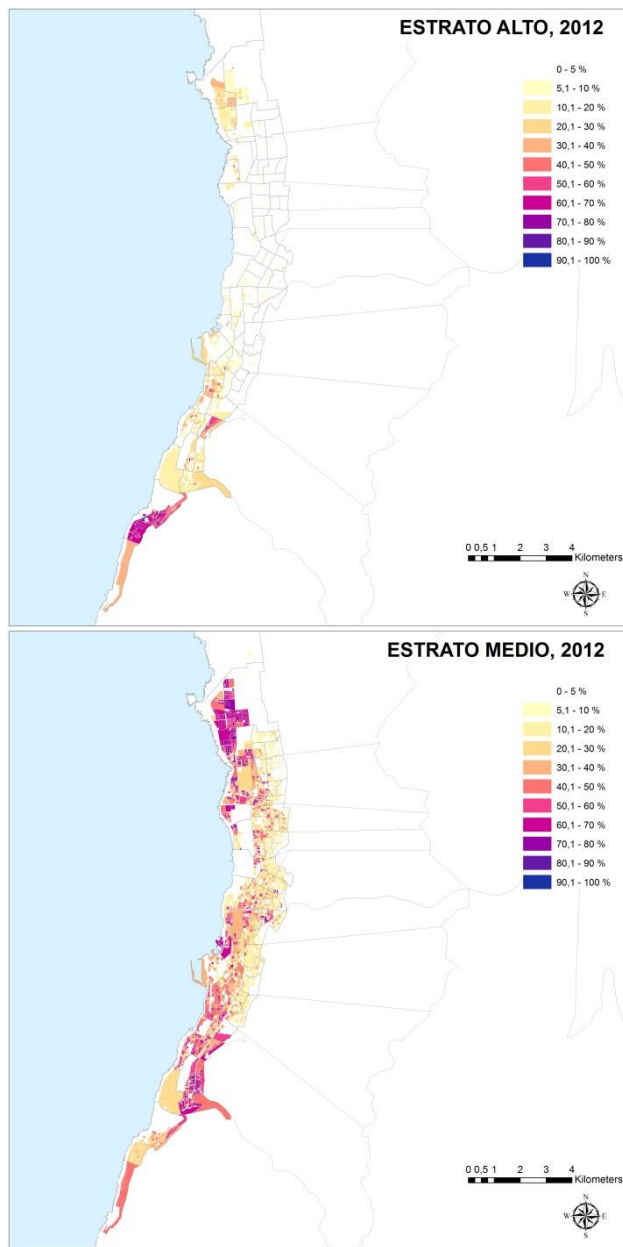 ESTRATO ALTO, 2012
0 - 5 %
5,1 - 10 %
10,1 - 20 %
20,1 - 30 %
30,1 - 40 %
40,1 - 50 %
50,1 - 60 %
60,1 - 70 %
70,1 - 80 %
80,1 - 90 %
90,1 - 100 %
0 0,5 1 2 3 4
Kilometers
N
W E
S
ESTRATO MEDIO, 2012
0 - 5 %
5,1 - 10 %
10,1 - 20 %
20,1 - 30 %
30,1 - 40 %
40,1 - 50 %
50,1 - 60 %
60,1 - 70 %
70,1 - 80 %
80,1 - 90 %
90,1 - 100 %
0 0,5 1 2 3 4
Kilometers
N
W E
S